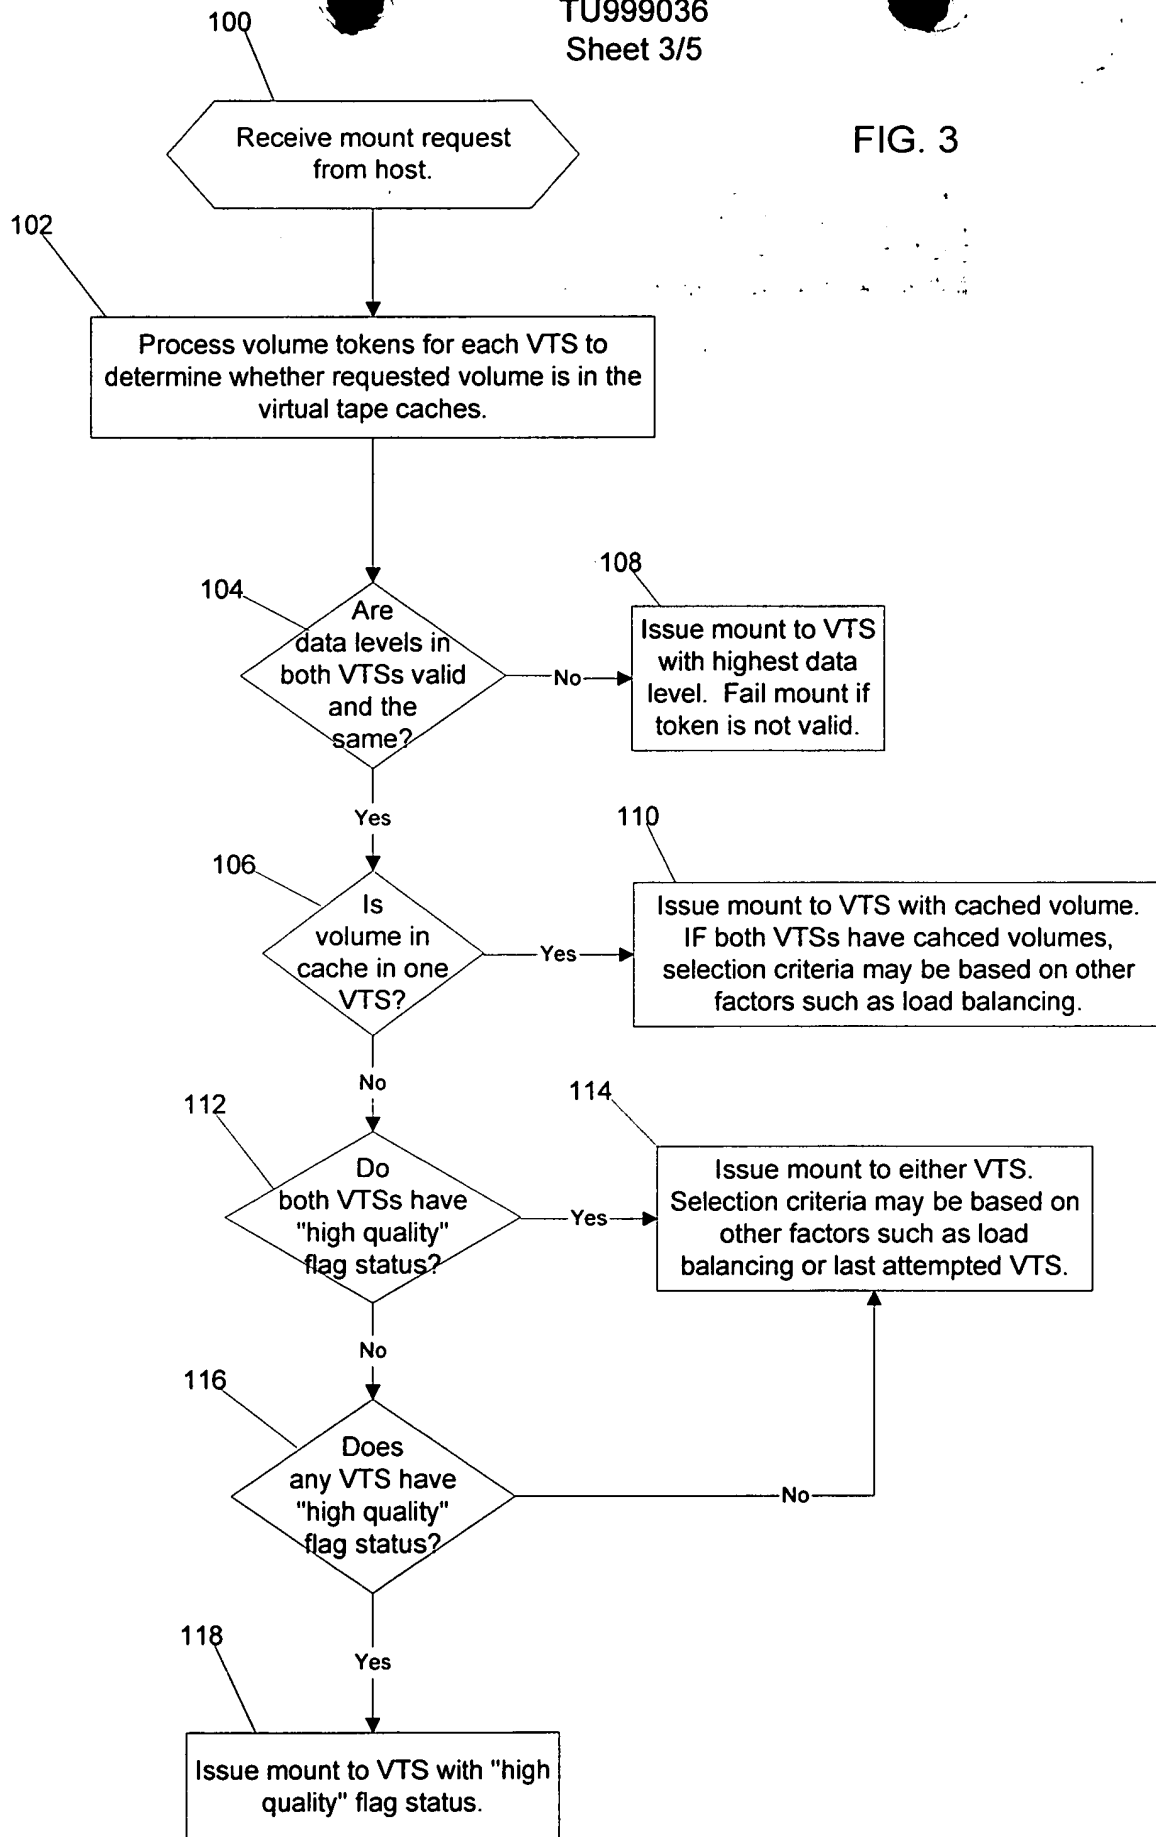 TU999036
Sheet 3/5
100
FIG. 3
Receive mount request
from host.
102
Process volume tokens for each VTS to
determine whether requested volume is in the
virtual tape caches.
104
Are
data levels in
both VTSs valid
and the
same?
No
108
Issue mount to VTS
with highest data
level. Fail mount if
token is not valid.
Yes
106
Is
volume in
cache in one
VTS?
Yes
110
Issue mount to VTS with cached volume.
IF both VTSs have cahced volumes,
selection criteria may be based on other
factors such as load balancing.
No
112
Do
both VTSs have
"high quality"
flag status?
Yes
114
Issue mount to either VTS.
Selection criteria may be based on
other factors such as load
balancing or last attempted VTS.
No
116
Does
any VTS have
"high quality"
flag status?
No
Yes
118
Issue mount to VTS with "high
quality" flag status.